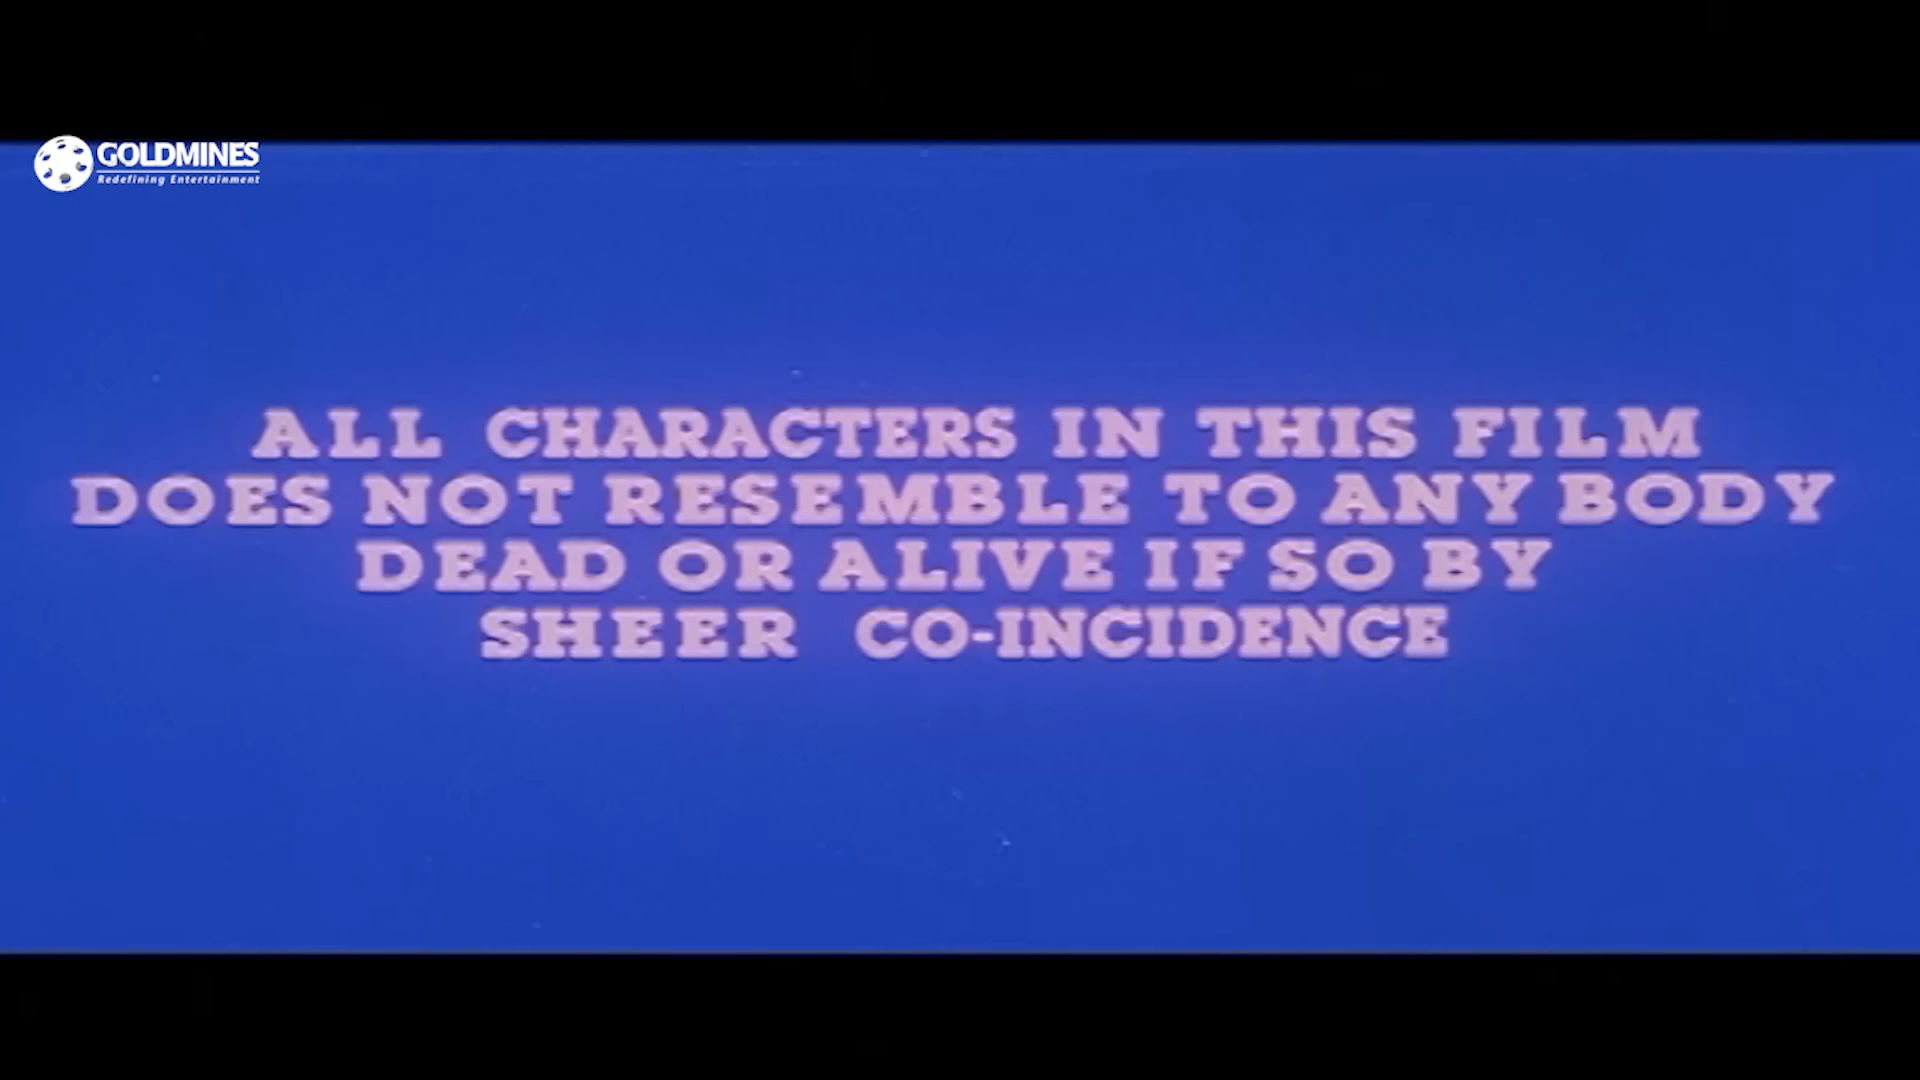 GOLDMINES
Redefining Entertainment
ALL CHARACTERS IN THIS FILM
DOES NOT RESEMBLE TO ANY BODY
DEAD OR ALIVE IF SO BY
SHEER CO-INCIDENCE